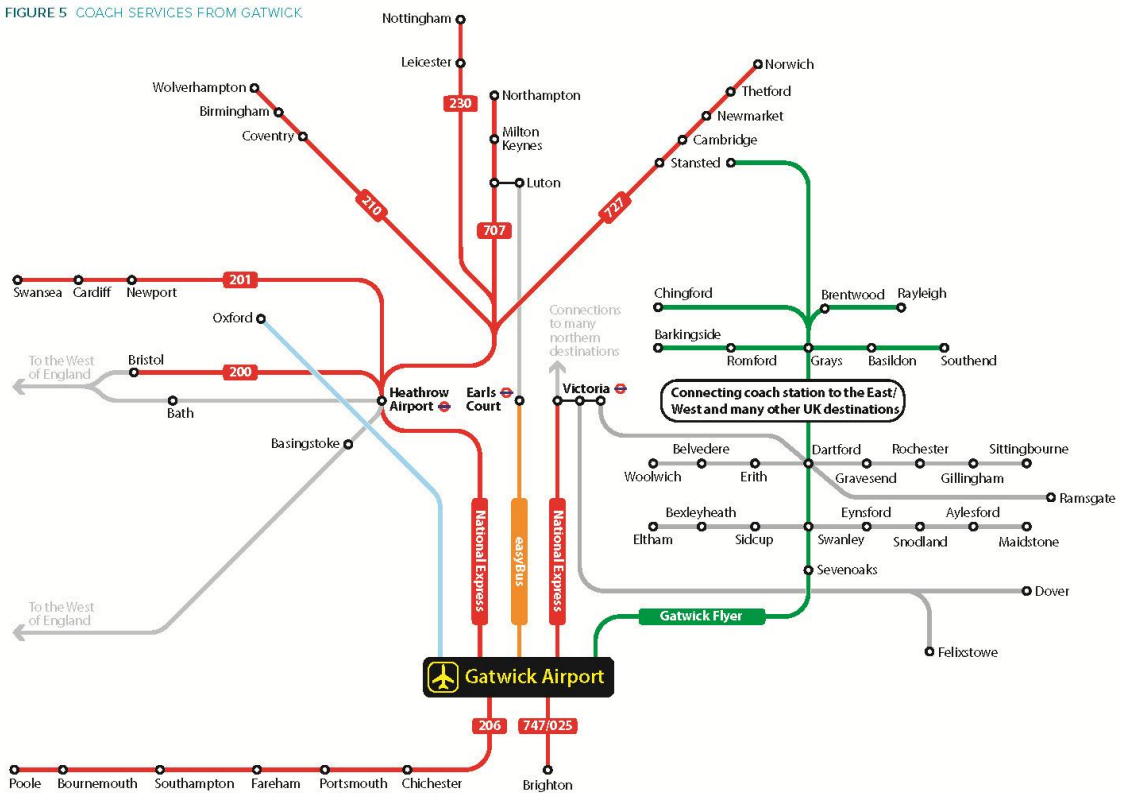 FIGURE 5 COACH SERVICES FROM GATWICK
Nottingham
Leicester
230
Wolverhampton
Birmingham
Coventry
210
Northampton
Milton
Keynes
Luton
707
Norwich
Thetford
Newmarket
Cambridge
Stansted
727
201
Swansea
Cardiff
Newport
Oxford
To the West
of England
Bristol
200
Bath
Heathrow
Airport
Basingstoke
Earls
Court
Connections
to many
northern
destinations
Victoria
Chingford
Brentwood
Rayleigh
Barkingside
Romford
Grays
Basildon
Southend
Connecting coach station to the East/
West and many other UK destinations
Belvedere
Dartford
Rochester
Sittingbourne
Woolwich
Erith
Gravesend
Gillingham
Ramsgate
Bexleyheath
Eynsford
Aylesford
Eltham
Sidcup
Swanley
Snodland
Maidstone
Sevenoaks
Dover
Felixstowe
To the West
of England
National Express
easyBus
National Express
Gatwick Flyer
Gatwick Airport
206
747/025
Poole
Bournemouth
Southampton
Fareham
Portsmouth
Chichester
Brighton